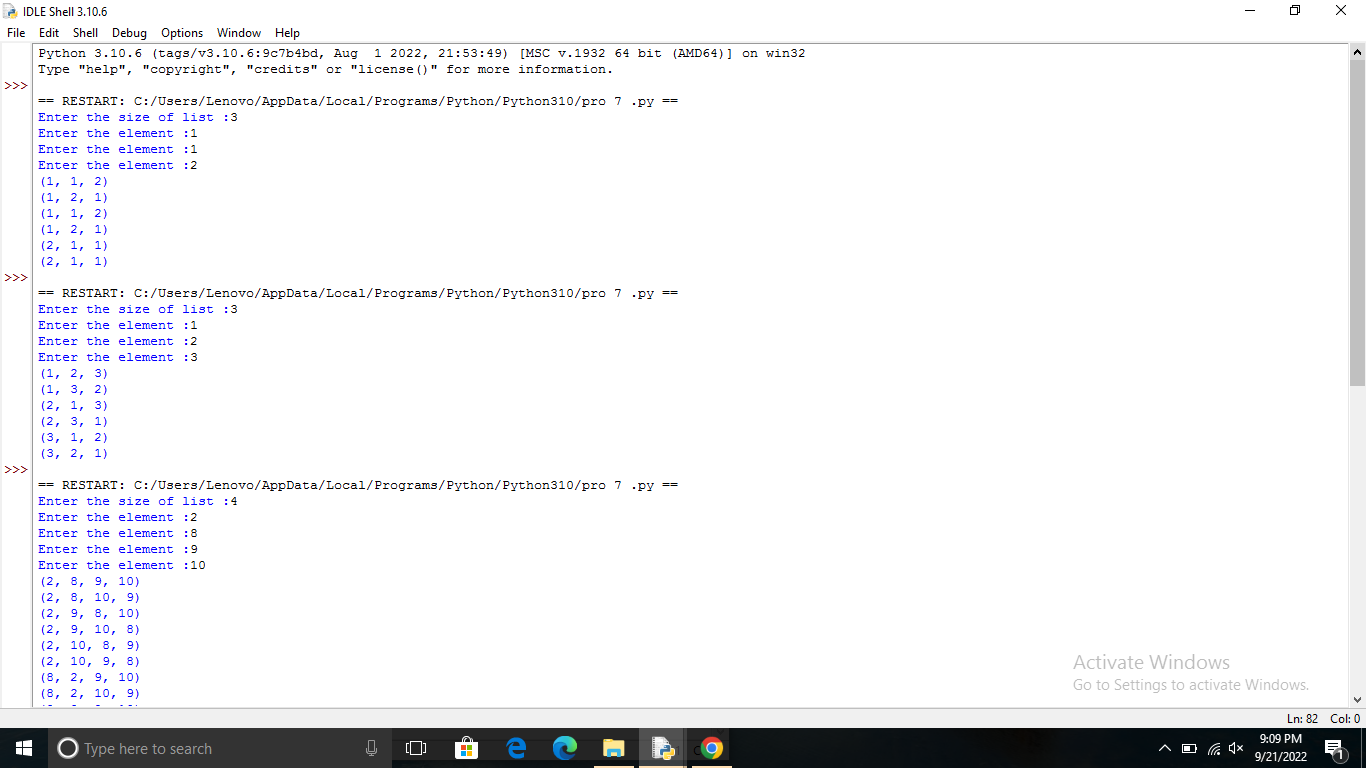 IDLE Shell 3.10.6
File Edit Shell Debug Options Window Help
Python 3.10.6 (tags/v3.10.6:9c7b4bd, Aug  1 2022, 21:53:49) [MSC v.1932 64 bit (AMD64)] on win32
Type "help", "copyright", "credits" or "license()" for more information.
>>>
== RESTART: C:/Users/Lenovo/AppData/Local/Programs/Python/Python310/pro 7 .py ==
Enter the size of list :3
Enter the element :1
Enter the element :1
Enter the element :2
(1, 1, 2)
(1, 2, 1)
(1, 1, 2)
(1, 2, 1)
(2, 1, 1)
(2, 1, 1)
>>>
== RESTART: C:/Users/Lenovo/AppData/Local/Programs/Python/Python310/pro 7 .py ==
Enter the size of list :3
Enter the element :1
Enter the element :2
Enter the element :3
(1, 2, 3)
(1, 3, 2)
(2, 1, 3)
(2, 3, 1)
(3, 1, 2)
(3, 2, 1)
>>>
== RESTART: C:/Users/Lenovo/AppData/Local/Programs/Python/Python310/pro 7 .py ==
Enter the size of list :4
Enter the element :2
Enter the element :8
Enter the element :9
Enter the element :10
(2, 8, 9, 10)
(2, 8, 10, 9)
(2, 9, 8, 10)
(2, 9, 10, 8)
(2, 10, 8, 9)
(2, 10, 9, 8)
(8, 2, 9, 10)
(8, 2, 10, 9)
Activate Windows
Go to Settings to activate Windows.
Ln: 82 Col: 0
Type here to search
9:09 PM
9/21/2022
1